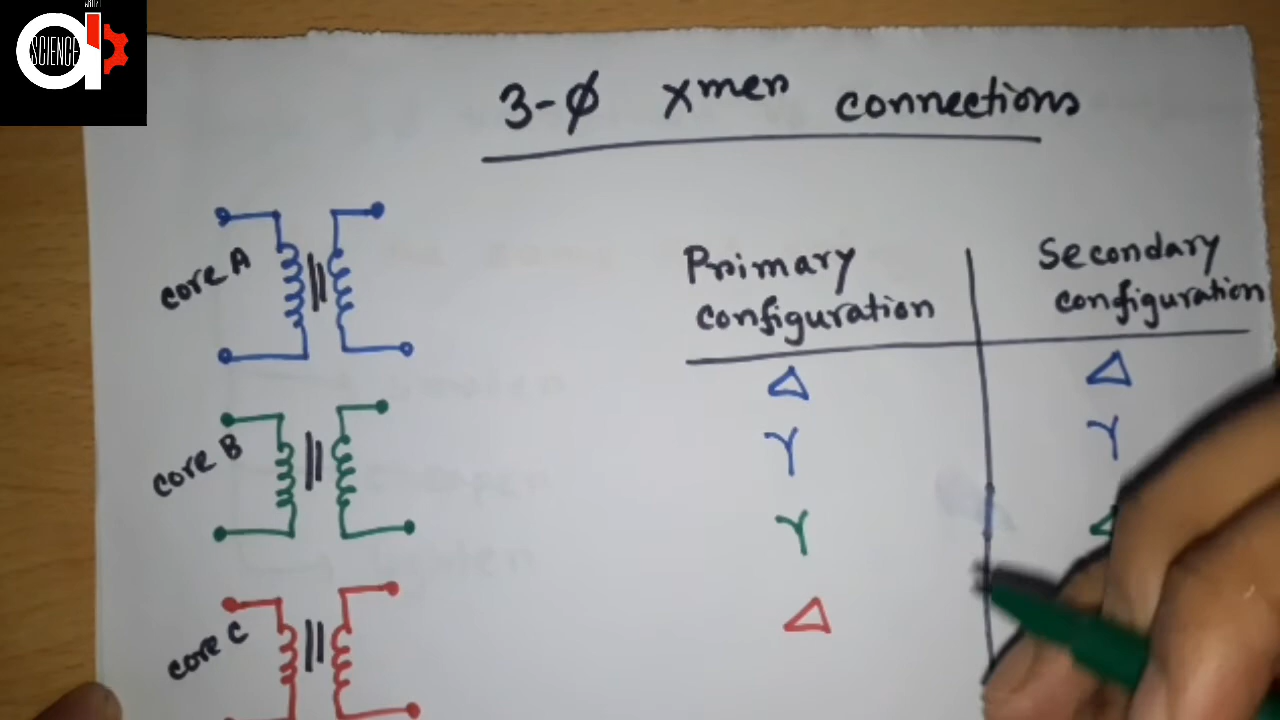 SCIENCE
3-φ xmer connections
core A
core B
core C
Primary configuration
Secondary configuration
Δ Δ
Y Y
Y Δ
Δ